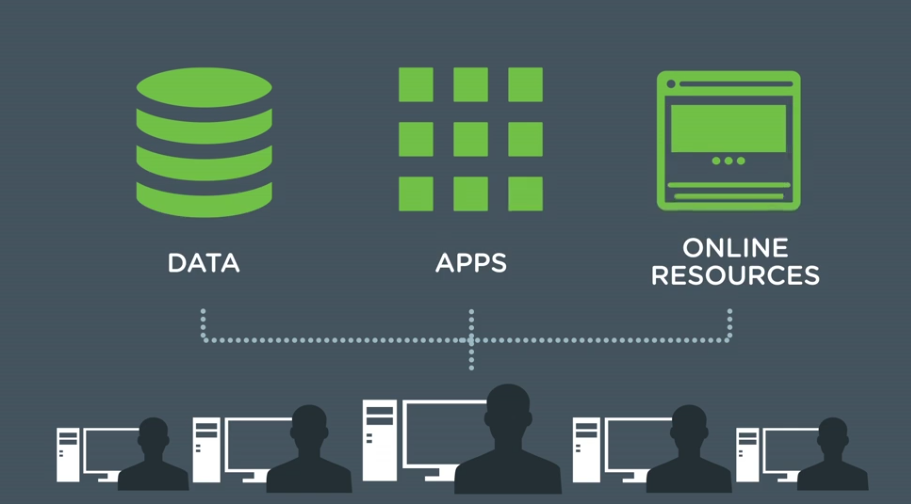 DATA
APPS
ONLINE
RESOURCES